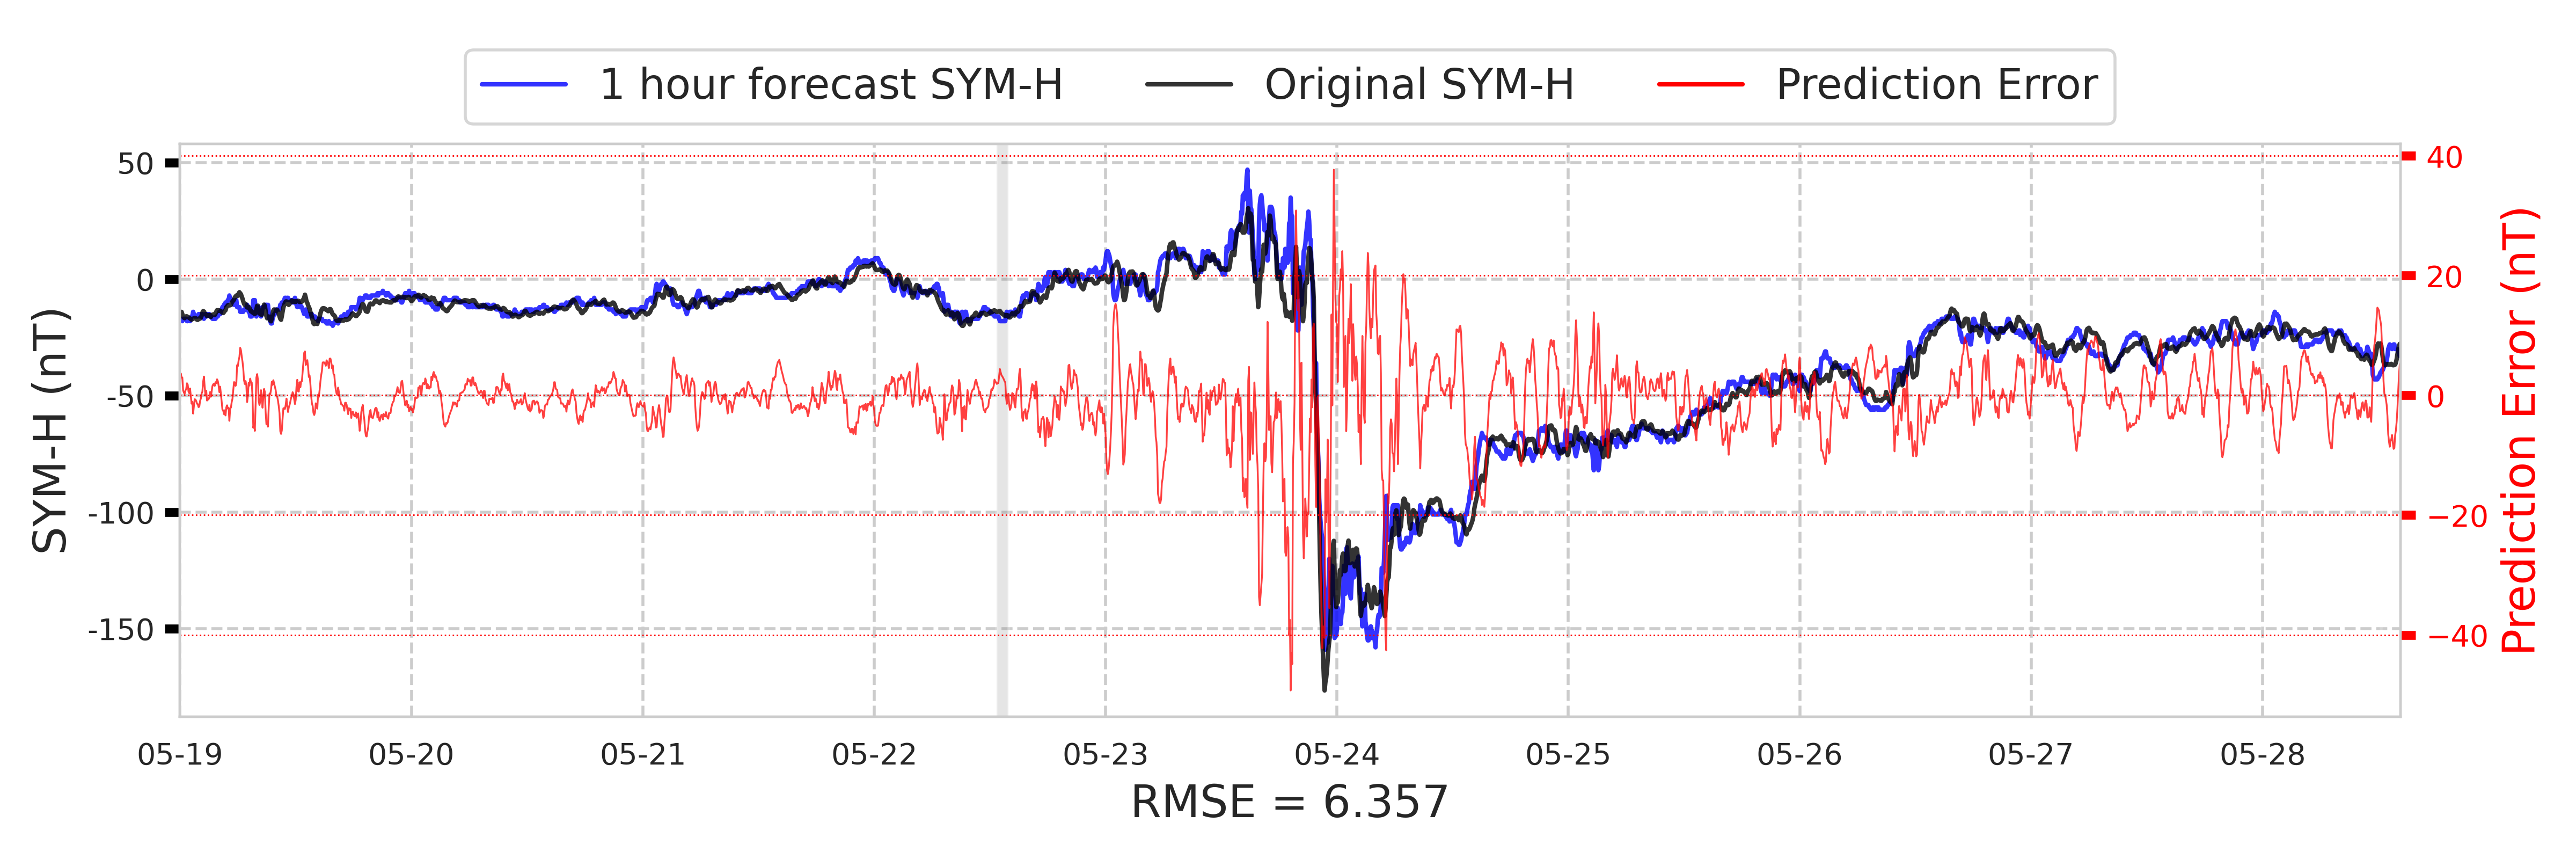 1 hour forecast SYM-H Original SYM-H Prediction Error
SYM-H (nT)
50
0
-50
-100
-150
40
20
0
−20
−40
Prediction Error (nT)
05-19 05-20 05-21 05-22 05-23 05-24 05-25 05-26 05-27 05-28
RMSE = 6.357